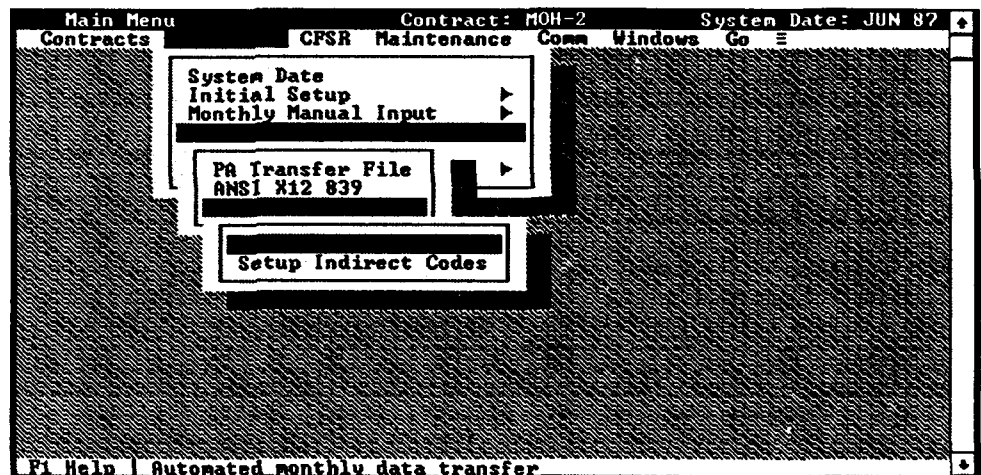 Main Menu Contract: MOH-2 System Date: JUN 87
Contracts CFSR Maintenance Comm Windows Go ≡
System Date
Initial Setup
Monthly Manual Input
PA Transfer File
ANSI X12 839
Setup Indirect Codes
F1 Help | Automated monthly data transfer